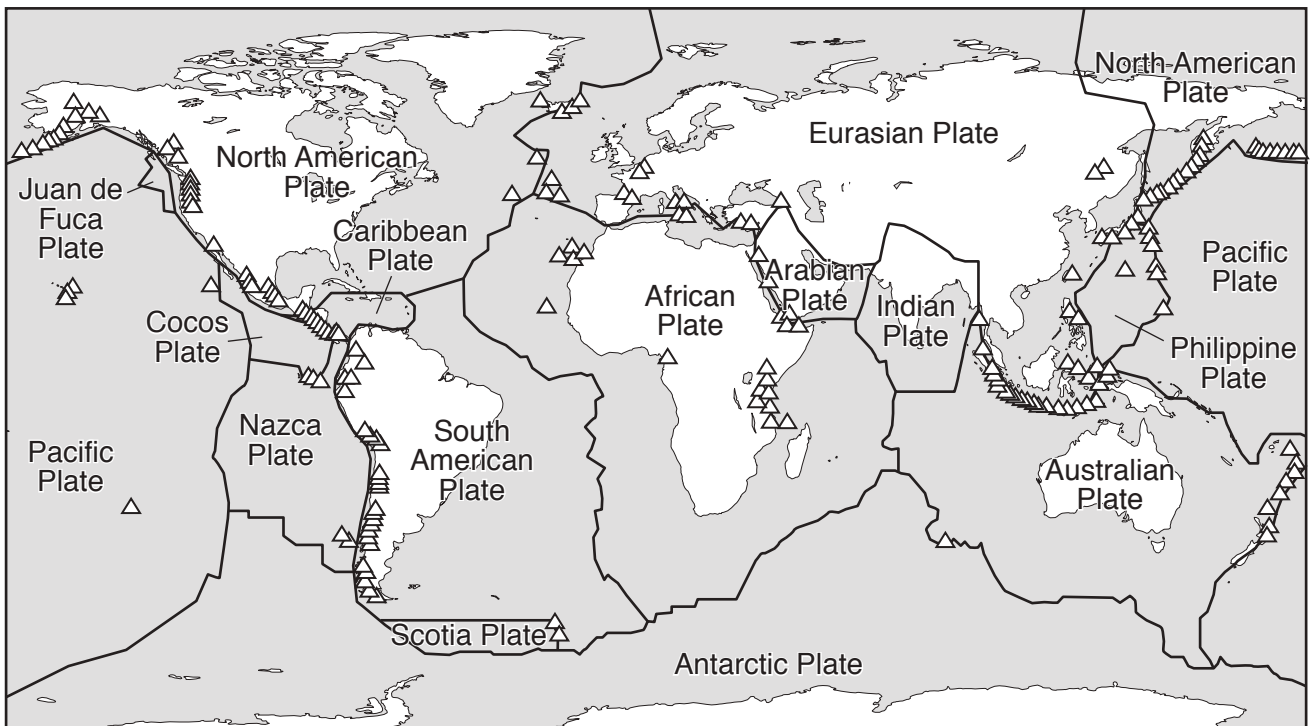 North American
Plate
Eurasian Plate
North American
Plate
Juan de
Fuca
Plate
Caribbean
Plate
Arabian
Plate
Pacific
Plate
African
Plate
Indian
Plate
Cocos
Plate
Philippine
Plate
Nazca
Plate
South
American
Plate
Pacific
Plate
Australian
Plate
Scotia Plate
Antarctic Plate